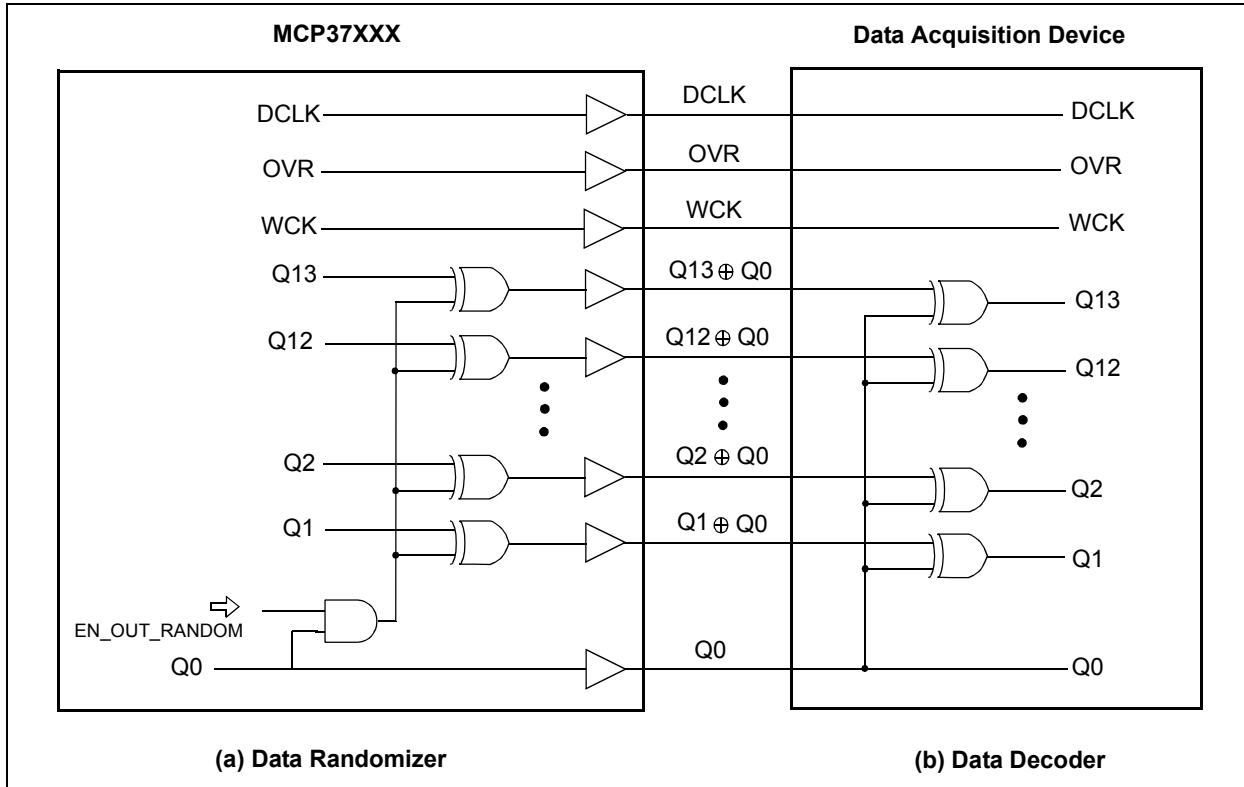 MCP37XXX
Data Acquisition Device
DCLK
DCLK
DCLK
OVR
OVR
OVR
WCK
WCK
WCK
Q13
Q13 ⊕ Q0
Q13
Q12
Q12 ⊕ Q0
Q12
Q2
Q2 ⊕ Q0
Q2
Q1
Q1 ⊕ Q0
Q1
EN_OUT_RANDOM
Q0
Q0
Q0
(a) Data Randomizer
(b) Data Decoder